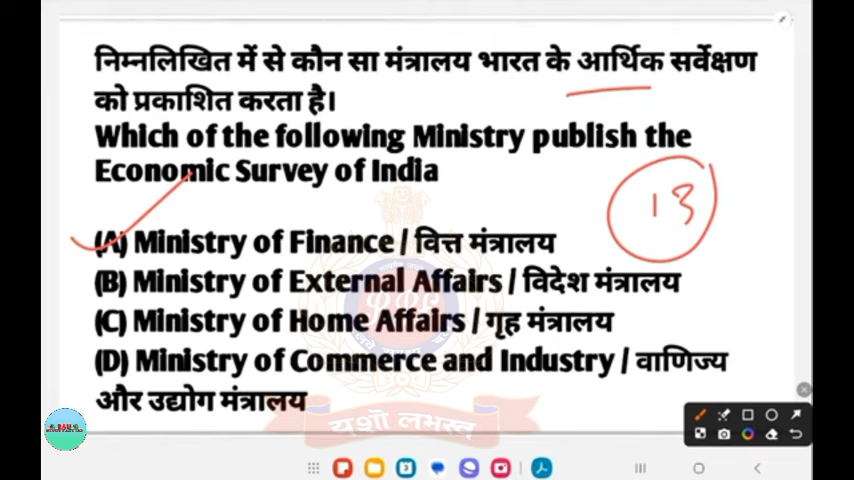 निम्नलिखित में से कौन सा मंत्रालय भारत के आर्थिक सर्वेक्षण
को प्रकाशित करता है।
Which of the following Ministry publish the
Economic Survey of India
13
(A) Ministry of Finance / वित्त मंत्रालय
(B) Ministry of External Affairs / विदेश मंत्रालय
(C) Ministry of Home Affairs / गृह मंत्रालय
(D) Ministry of Commerce and Industry / वाणिज्य
और उद्योग मंत्रालय
यशो लभस्व